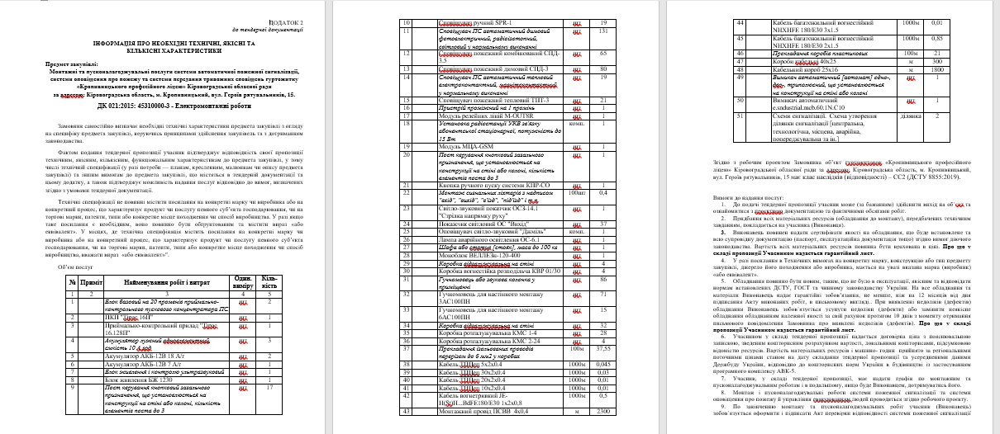 ДОДАТОК 2
до тендерної документації
ІНФОРМАЦІЯ ПРО НЕОБХІДНІ ТЕХНІЧНІ, ЯКІСНІ ТА
КІЛЬКІСНІ ХАРАКТЕРИСТИКИ
Предмет закупівлі:
Монтажні та пусконалагоджувальні послуги системи автоматичної пожежної сигналізації,
системи оповіщення про пожежу та системи передавання тривожних сповіщень гуртожитку
«Кропивницького професійного ліцею» Кіровоградської обласної ради
за адресою: Кіровоградська область, м. Кропивницький, вул. Героїв рятувальників, 15.
ДК 021:2015: 45310000-3 - Електромонтажні роботи
Замовник самостійно визначає необхідні технічні характеристики предмета закупівлі з огляду
на специфіку предмета закупівлі, керуючись принципами здійснення закупівель та з дотриманням
законодавства.
Фактом подання тендерної пропозиції учасник підтверджує відповідність своєї пропозиції
технічним, якісним, кількісним, функціональним характеристикам до предмета закупівлі, у тому
числі технічній специфікації (у разі потреби — планам, кресленням, малюнкам чи опису предмета
закупівлі) та іншим вимогам до предмета закупівлі, що містяться в тендерній документації та
цьому додатку, а також підтверджує можливість надання послуг відповідно до вимог, визначених
згідно з умовами тендерної документації.
Технічні специфікації не повинні містити посилання на конкретні марку чи виробника або на
конкретний процес, що характеризує продукт чи послугу певного суб’єкта господарювання, чи на
торгові марки, патенти, типи або конкретне місце походження чи спосіб виробництва. У разі якщо
таке посилання є необхідним, воно повинно бути обґрунтованим та містити вираз «або
еквівалент». У місцях, де технічна специфікація містить посилання на конкретні марку чи
виробника або на конкретний процес, що характеризує продукт чи послугу певного суб’єкта
господарювання, чи на торгові марки, патенти, типи або конкретне місце походження чи спосіб
виробництва, вважати вираз «або еквівалент».
Об’єм послуг
№ Приміт Найменування робіт і витрат Один. виміру Кіль-кість
1 2 3 4 5
1 Блок базовий на 20 променів приймально-контрольного пускового концентратора ПС шт. 2
2 ПКП "Тірас 16П" шт. 1
3 Приймально-контрольний прилад "Тірас 16.128П" шт. 1
4 Акумулятор лужний одноелементний ємкість 10 А.год шт. 3
5 Акумулятор АКБ-12В 18 А/г шт. 2
6 Акумулятор АКБ-12В 7 А/г шт. 1
7 Блок живлення і контролю ультразвуковий шт. 1
8 Блок живлення БЖ 1230 шт. 1
9 Пост керування кнопковий загального призначення, що установлюється на конструкції на стіні або колоні, кількість елементів поста до 3 шт. 17
10 Сповіщувач ручний SPR-1 шт. 19
11 Сповіщувач ПС автоматичний димовий фотоелектричний, радіоізотопний, світловий у нормальному виконанні шт. 131
12 Сповіщувач пожежний комбінований СПД-3.5 шт. 65
13 Сповіщувач пожежний димовий СПД-3 шт. 80
14 Сповіщувач ПС автоматичний тепловий електроконтактний, магнітоконтактний у нормальному виконанні шт. 19
15 Сповіщувач пожежний тепловий ТПТ-3 шт. 21
16 Пристрій проміжний на 1 промінь шт. 1
17 Модуль релейних ліній M-OUT8R шт. 1
18 Установка радіостанції УКВ зв'язку абонентської стаціонарної, потужність до 15 Вт комп. 1
19 Модуль МЦА-GSM шт. 1
20 Пост керування кнопковий загального призначення, що установлюється на конструкції на стіні або колоні, кількість елементів поста до 3 шт. 1
21 Кнопка ручного пуску системи КПР-СО шт. 1
22 Монтаж сигнальних ліхтарів з надписом "вхід", "вихід", "в'їзд", "під'їзд" і т.п. 100шт 0,4
23 Світло-звуковий показчик ОСЗ-14.1 "Стрілка напрямку руху" шт. 1
24 Покажчик світловий ОС "Вихід" шт. 37
25 Оповіщувач світло-звуковий "Джміль" комп. 1
26 Лампа аварійного освітлення ОС-6.1 шт. 1
27 Шафа або стояк [стояк], маса до 100 кг шт. 1
28 Моноблок ВЕЛЛЕЗи-120-400 шт. 1
29 Коробка відгалужувальна на стіні шт. 4
30 Коробка вогнестійка розподільча КВР 01/30 шт. 4
31 Гучномовець або звукова колонка у приміщенні шт. 86
32 Гучномовець для настінного монтажу 3АС100ПН шт. 71
33 Гучномовець для настінного монтажу 6АС100ПН шт. 15
34 Коробка відгалужувальна на стіні шт. 32
35 Коробка розгалужувальна КМС 1-4 шт. 28
36 Коробка розгалужувальна КМС 2-24 шт. 4
37 Прокладання ізольованих проводів перерізом до 6 мм2 у коробах 100м 37,55
38 Кабель ТППеп 5х2х0.4 1000м 0,045
39 Кабель ТППеп 30х2х0.4 1000м 0,03
40 Кабель ТППеп 20х2х0.4 1000м 0,01
41 Кабель ТППеп 10х2х0.4 1000м 0,01
42 Кабель вогнетривкий JE-H(St)H...BdFE180/E30 1х2х0,8 1000м 0,5
43 Монтажний провід ПСВВ 4х0,4 м 2300
44 Кабель багатожильний вогнестійкий NHXHFE 180/E30 3х1.5 1000м 0,01
45 Кабель багатожильний вогнестійкий NHXHFE 180/E30 2х1.5 1000м 0,85
46 Прокладання коробів пластикових 100м 21
47 Короби кабельні 40х25 м 300
48 Кабельний короб 25х16 м 1800
49 Вимикач автоматичний [автомат] одно-, дво-, триполюсний, що установлюється на конструкції на стіні або колоні шт. 1
50 Вимикач автоматичний e.industrial.mcb.60.1N.C10 шт. 1
51 Схеми сигналізації. Схема утворення ділянки сигналізації [центральна, технологічна, місцева, аварійна, попереджувальна та ін.] ділянка 2
Згідно з робочим проектом Замовника об’єкт гуртожитку «Кропивницького професійного
ліцею» Кіровоградської обласної ради за адресою: Кіровоградська область, м. Кропивницький,
вул. Героїв рятувальників, 15 має клас наслідків (відповідальності) – СС2 (ДСТУ 8855:2019).
Вимоги до надання послуг:
1. До подачі тендерної пропозиції учасник може (за бажанням) здійснити вихід на об’єкт та
ознайомитися з проектною документацією та фактичними обсягами робіт.
2. Придбання всіх матеріальних ресурсів (обладнання до монтажу), передбачених технічним
завданням, покладається на учасника (Виконавця).
3. Виконавець повинен надати сертифікати якості на обладнання, що буде встановлено та
всю супровідну документацію (паспорт, експлуатаційна документація тощо) згідно вимог діючого
законодавства. Вартість всіх матеріальних ресурсів повинна бути врахована в ціні. Про що у
складі пропозиції Учасником надається гарантійний лист.
4. У разі посилання в Технічних вимогах на конкретну марку, конструкцію або тип предмету
закупівлі, джерело його походження або виробника, мається на увазі вказана марка (виробник)
«або еквівалент».
5. Обладнання повинно бути новим, таким, що не було в експлуатації, якісним та відповідати
нормам встановлених ДСТУ, ГОСТ та чинному законодавству України. На все обладнання та
матеріали Виконавець надає гарантійні зобов’язання, не менше, ніж на 12 місяців від дня
підписання Акту виконаних робіт, в письмовому вигляді. При виявленні недоліків (дефектів)
обладнання Виконавець зобов’язується усунути недоліки (дефекти) або замінити неякісне
обладнання обладнанням належної якості за свій рахунок протягом 10 днів з моменту отримання
письмового повідомлення Замовника про виявлені недоліки (дефекти). Про що у складі
пропозиції Учасником надається гарантійний лист.
6. Учасником у складі тендерної пропозиції надається договірна ціна з пояснювальною
запискою, зведеним кошторисним розрахунком вартості, локальними кошторисами, підсумковою
відомістю ресурсів. Вартість матеріальних ресурсів і машино- годин прийнято за регіональними
поточними цінами станом на дату складання тендерної пропозиції та усередненими даними
Держбуду України, відповідно до кошторисних норм України в будівництві із застосуванням
програмного комплексу АВК-5.
7. Учасник, у складі тендерної пропозиції, має надати графік по монтажним та
пусконалагоджувальним роботам і в подальшому, якщо буде Виконавцем, дотримуватись його.
8. Монтаж і пусконалагоджувальні роботи системи пожежної сигналізації та системи
оповіщення про пожежу й управління евакуацією людей проводиться згідно робочого проекту.
9. По закінченню монтажу та пусконалагоджувальних робіт учасник (Виконавець)
зобов’язується оформити і підписати Акт перевірки відповідності системи пожежної сигналізації